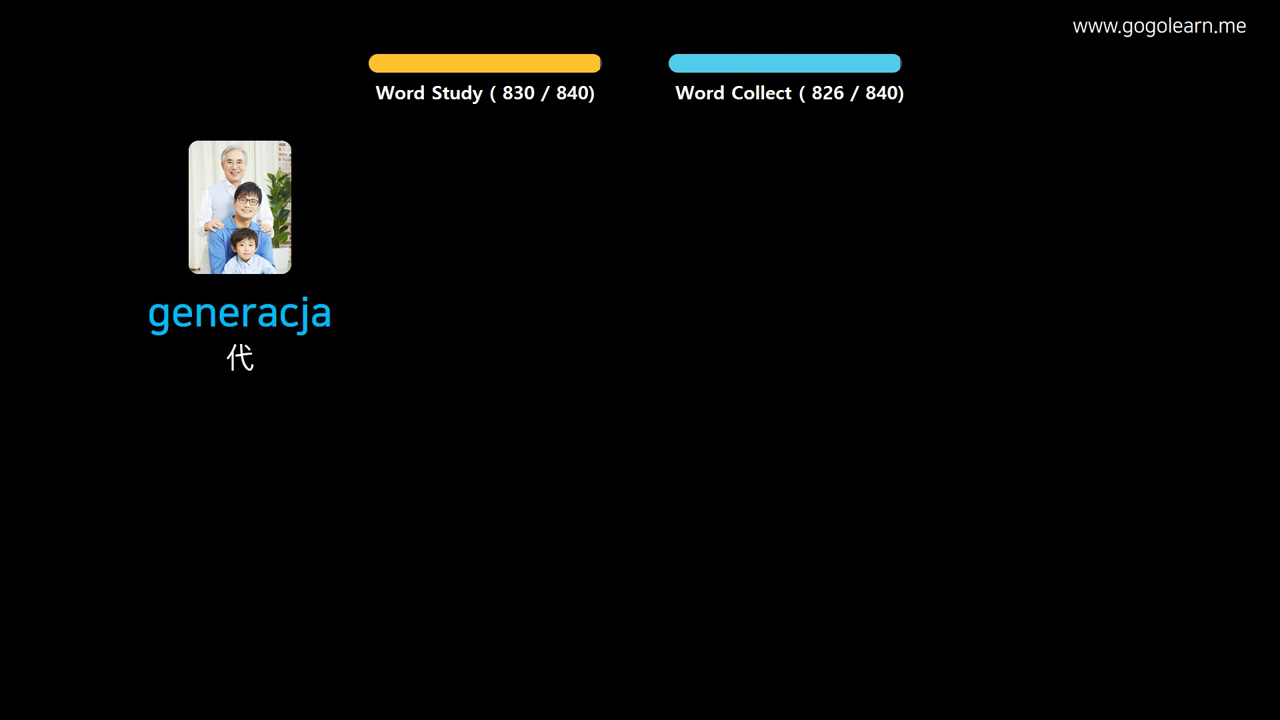 www.gogolearn.me
Word Study ( 830 / 840)
Word Collect ( 826 / 840)
generacja
代